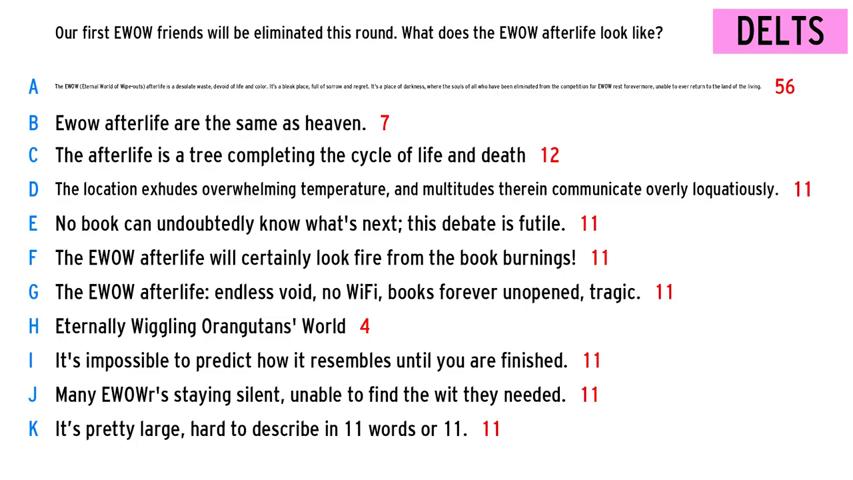 Our first EWOW friends will be eliminated this round. What does the EWOW afterlife look like?
DELTS
A The EWOW (Eternal World of Wipe-outs) afterlife is a desolate waste, devoid of life and color. It's a bleak place, full of sorrow and regret. It's a place of darkness, where the souls of all who have been eliminated from the competition for EWOW rest forevermore, unable to ever return to the land of the living. 56
B Ewow afterlife are the same as heaven. 7
C The afterlife is a tree completing the cycle of life and death 12
D The location exhudes overwhelming temperature, and multitudes therein communicate overly loquatiously. 11
E No book can undoubtedly know what's next; this debate is futile. 11
F The EWOW afterlife will certainly look fire from the book burnings! 11
G The EWOW afterlife: endless void, no WiFi, books forever unopened, tragic. 11
H Eternally Wiggling Orangutans' World 4
I It's impossible to predict how it resembles until you are finished. 11
J Many EWOWr's staying silent, unable to find the wit they needed. 11
K It’s pretty large, hard to describe in 11 words or 11. 11